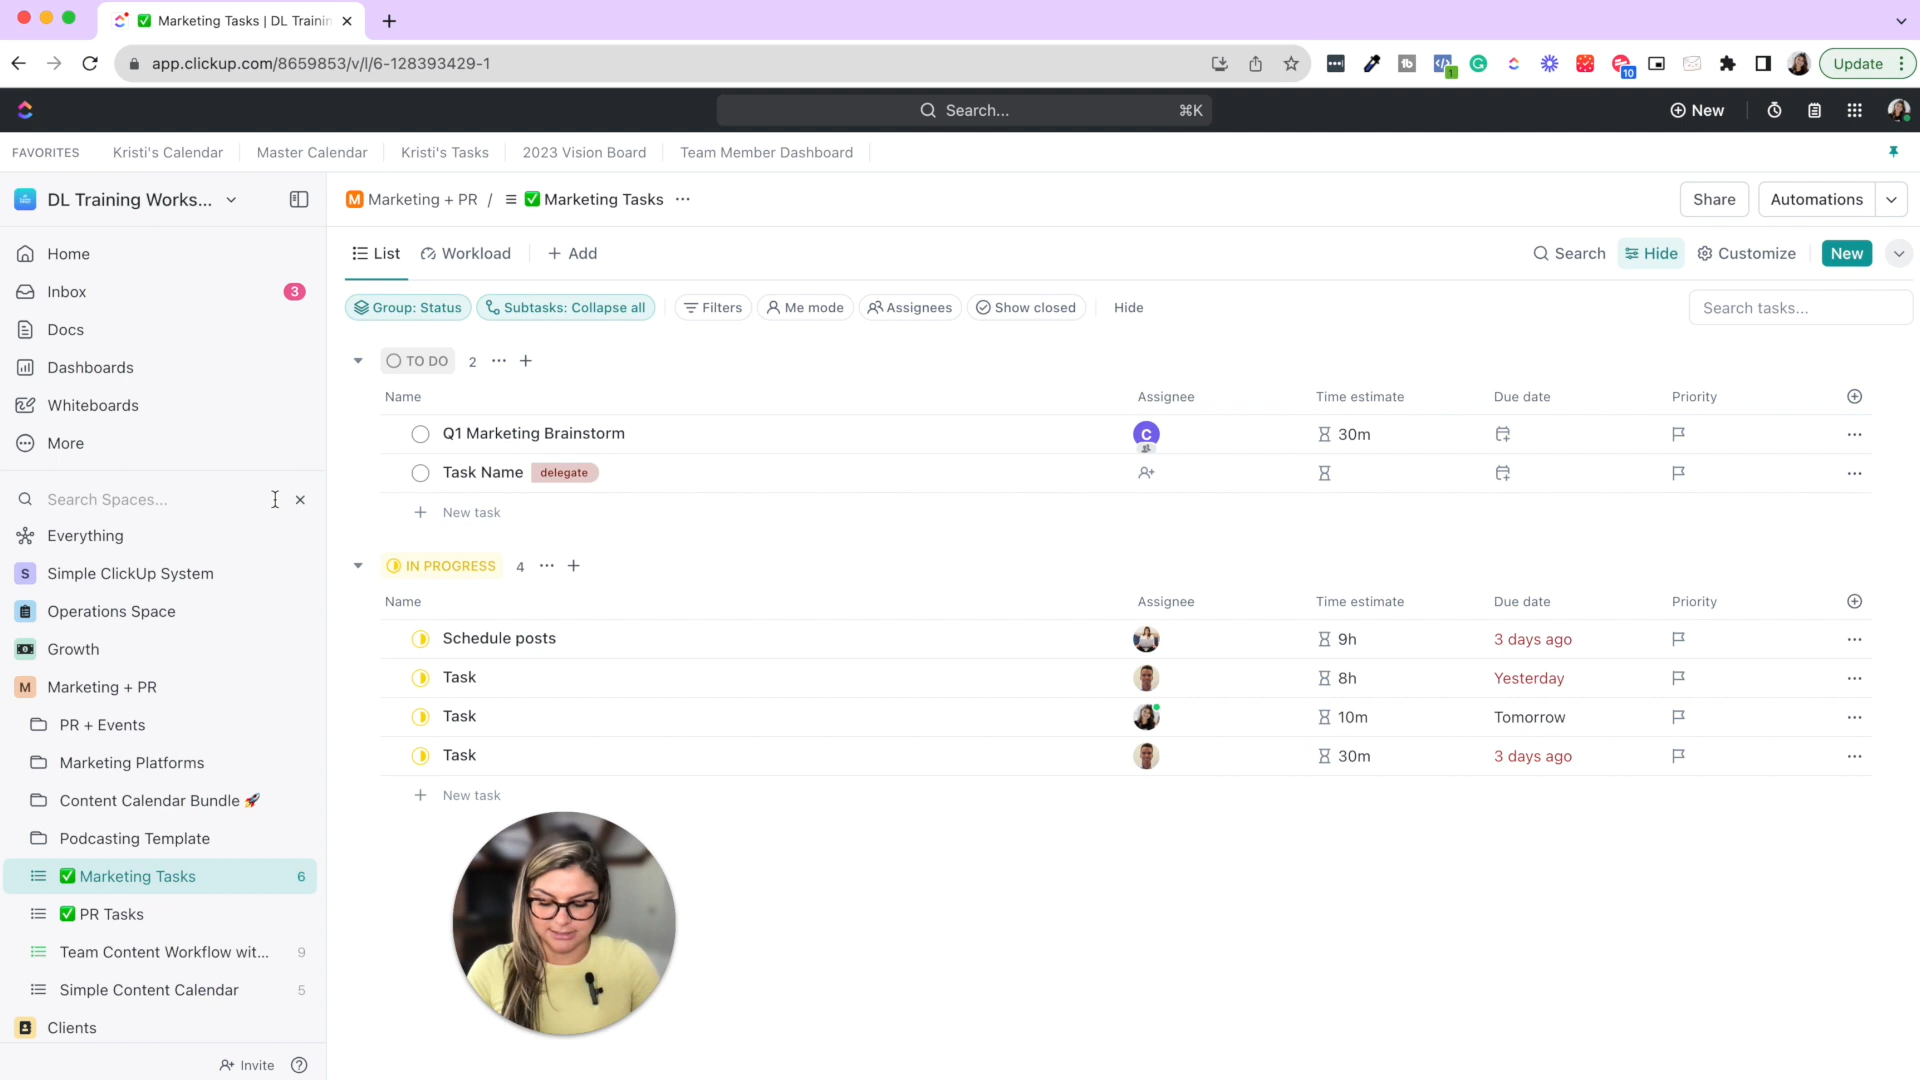 Marketing Tasks | DL Trainin
app.clickup.com/8659853/v/l/6-128393429-1
1
10
Update
Search...
⌘K
New
FAVORITES
Kristi's Calendar
Master Calendar
Kristi's Tasks
2023 Vision Board
Team Member Dashboard
DL Training Works...
Marketing + PR / ✅ Marketing Tasks
Share
Automations
Home
Inbox 3
Docs
Dashboards
Whiteboards
More
List
Workload
+ Add
Search
Hide
Customize
New
Group: Status
Subtasks: Collapse all
Filters
Me mode
Assignees
Show closed
Hide
Search tasks...
TO DO 2
Name Assignee Time estimate Due date Priority
Q1 Marketing Brainstorm C 30m
Task Name delegate
+ New task
IN PROGRESS 4
Name Assignee Time estimate Due date Priority
Schedule posts 9h 3 days ago
Task 8h Yesterday
Task 10m Tomorrow
Task 30m 3 days ago
+ New task
Search Spaces...
Everything
S Simple ClickUp System
Operations Space
Growth
M Marketing + PR
PR + Events
Marketing Platforms
Content Calendar Bundle 🚀
Podcasting Template
✅ Marketing Tasks 6
✅ PR Tasks
Team Content Workflow wit... 9
Simple Content Calendar 5
Clients
Invite